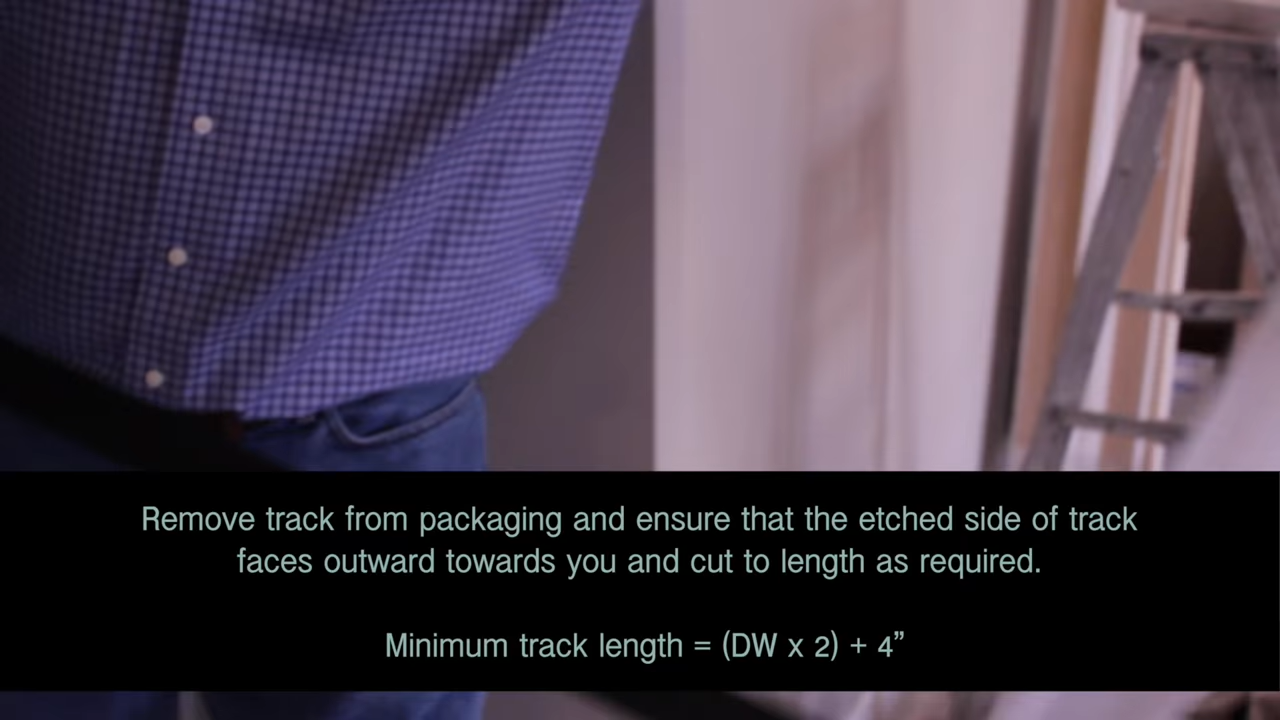 Remove track from packaging and ensure that the etched side of track
faces outward towards you and cut to length as required.
Minimum track length = (DW x 2) + 4”